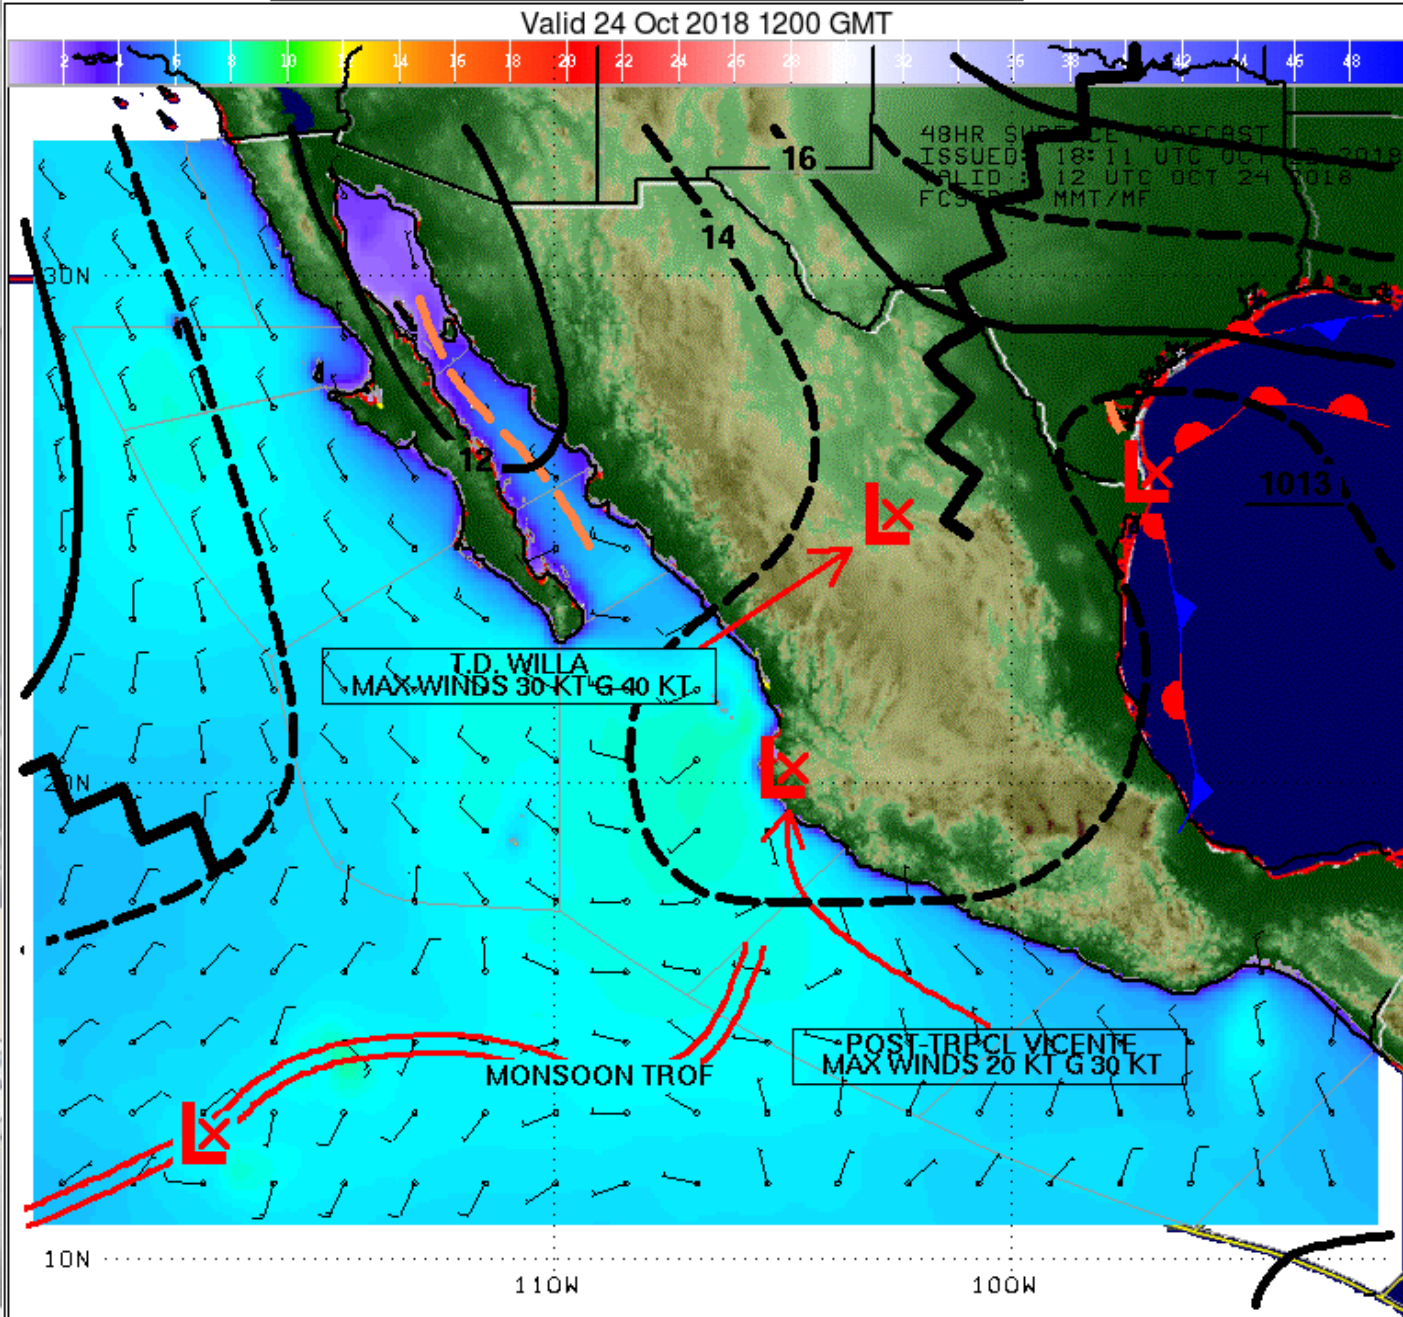 Valid 24 Oct 2018 1200 GMT
2 4 6 8 10 12 14 16 18 20 22 24 26 28 32 34 36 38 42 44 46 48
48HR SURFACE FORECAST
ISSUED: 18:11 UTC OCT 2018
VALID: 12 UTC OCT 24 2018
MMT/MF
16
14
30N
12
1013
T.D. WILLA
MAX WINDS 30 KT G 40 KT
20N
POST-TRPCL VICENTE
MAX WINDS 20 KT G 30 KT
MONSOON TROF
L
L
L
L
10N
110W
100W